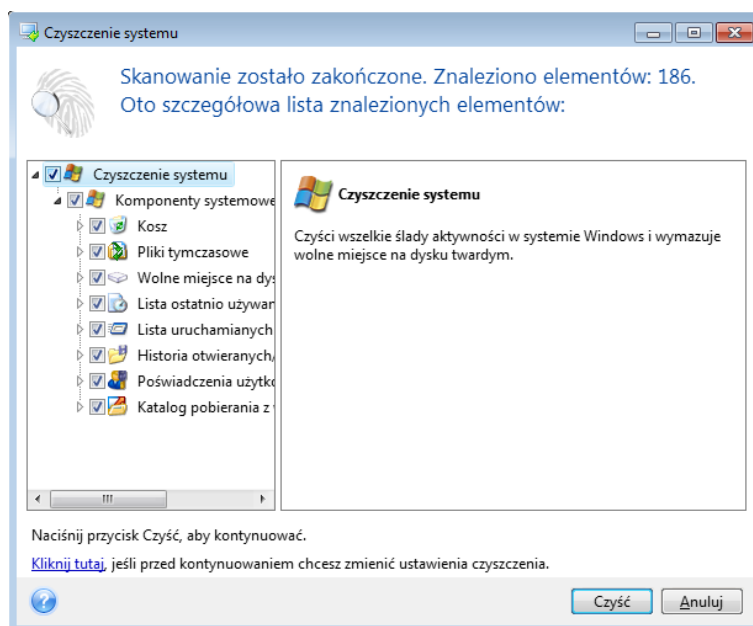 Czyszczenie systemu
Skanowanie zostało zakończone. Znaleziono elementów: 186.
Oto szczegółowa lista znalezionych elementów:
Czyszczenie systemu
Komponenty systemowe
Kosz
Pliki tymczasowe
Wolne miejsce na dys
Lista ostatnio używan
Lista uruchamianych
Historia otwieranych/
Poświadczenia użytko
Katalog pobierania z
Czyszczenie systemu
Czyści wszelkie ślady aktywności w systemie Windows i wymazuje
wolne miejsce na dysku twardym.
Naciśnij przycisk Czyść, aby kontynuować.
Kliknij tutaj, jeśli przed kontynuowaniem chcesz zmienić ustawienia czyszczenia.
Czyść
Anuluj